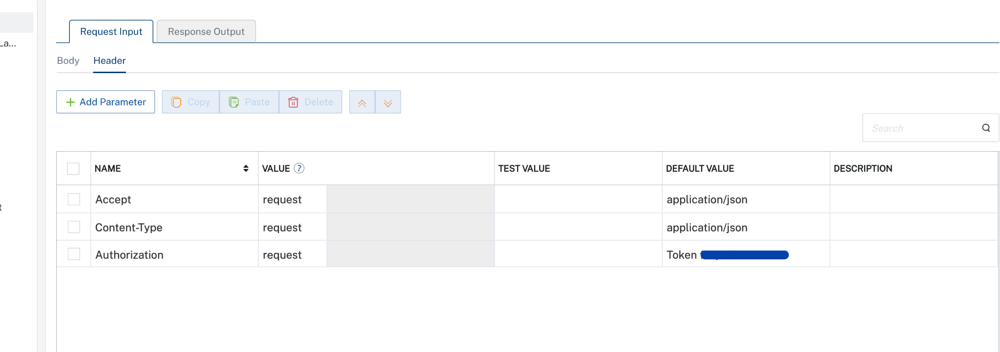 Request Input Response Output
La...
Body Header
+ Add Parameter Copy Paste Delete
Search
NAME VALUE ? TEST VALUE DEFAULT VALUE DESCRIPTION
Accept request application/json
t
Content-Type request application/json
Authorization request Token